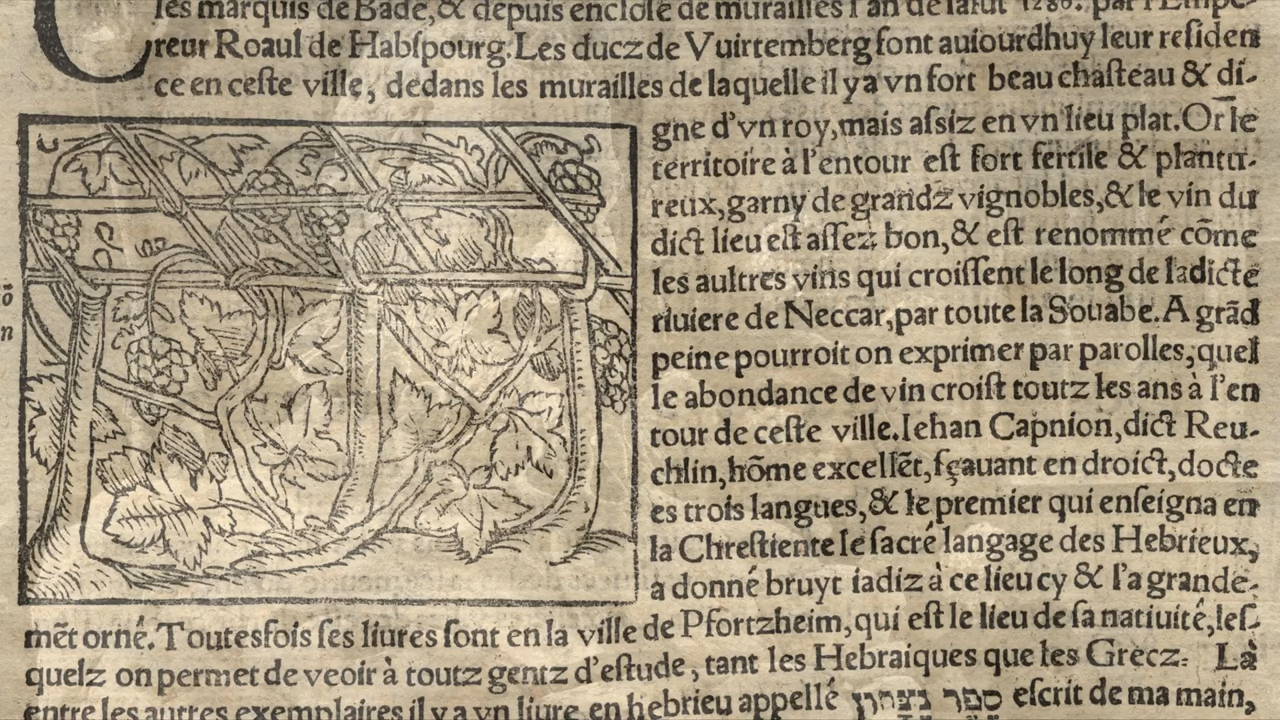 les marquis de Bade, & depuis enclose de murailles l'an de salut 1286. par l'Empe-
reur Roaul de Habſpourg. Les ducz de Vuirtemberg ſont auiourdhuy leur reſiden
ce en ceſte ville, dedans les murailles de laquelle il y a vn fort beau chaſteau & di-
gne d'vn roy, mais aſsiz en vn lieu plat. Or le
territoire à l'entour eſt fort fertile & plantu-
reux, garny de grandz vignobles, & le vin du
dict lieu eſt aſſez bon, & eſt renommé cõme
les aultres vins qui croiſſent le long de ladicte
riuiere de Neccar, par toute la Souabe. A grãd
peine pourroit on exprimer par parolles, quel
le abondance de vin croiſt toutz les ans à l'en
tour de ceſte ville. Iehan Capnion, dict Reu-
chlin, hõme excellẽt, ſçauant en droict, docte
es trois langues, & le premier qui enſeigna en
la Chreſtiente le ſacré langage des Hebrieux,
a donné bruyt iadiz à ce lieu cy & l'a grande-
mẽt orné. Toutesfois ſes liures ſont en la ville de Pfortzheim, qui eſt le lieu de ſa natiuité, leſ-
quelz on permet de veoir à toutz gentz d'eſtude, tant les Hebraiques que les Grecz. Là
entre les autres exemplaires il y a vn liure en hebrieu appellé ספר נצחון eſcrit de ma main,